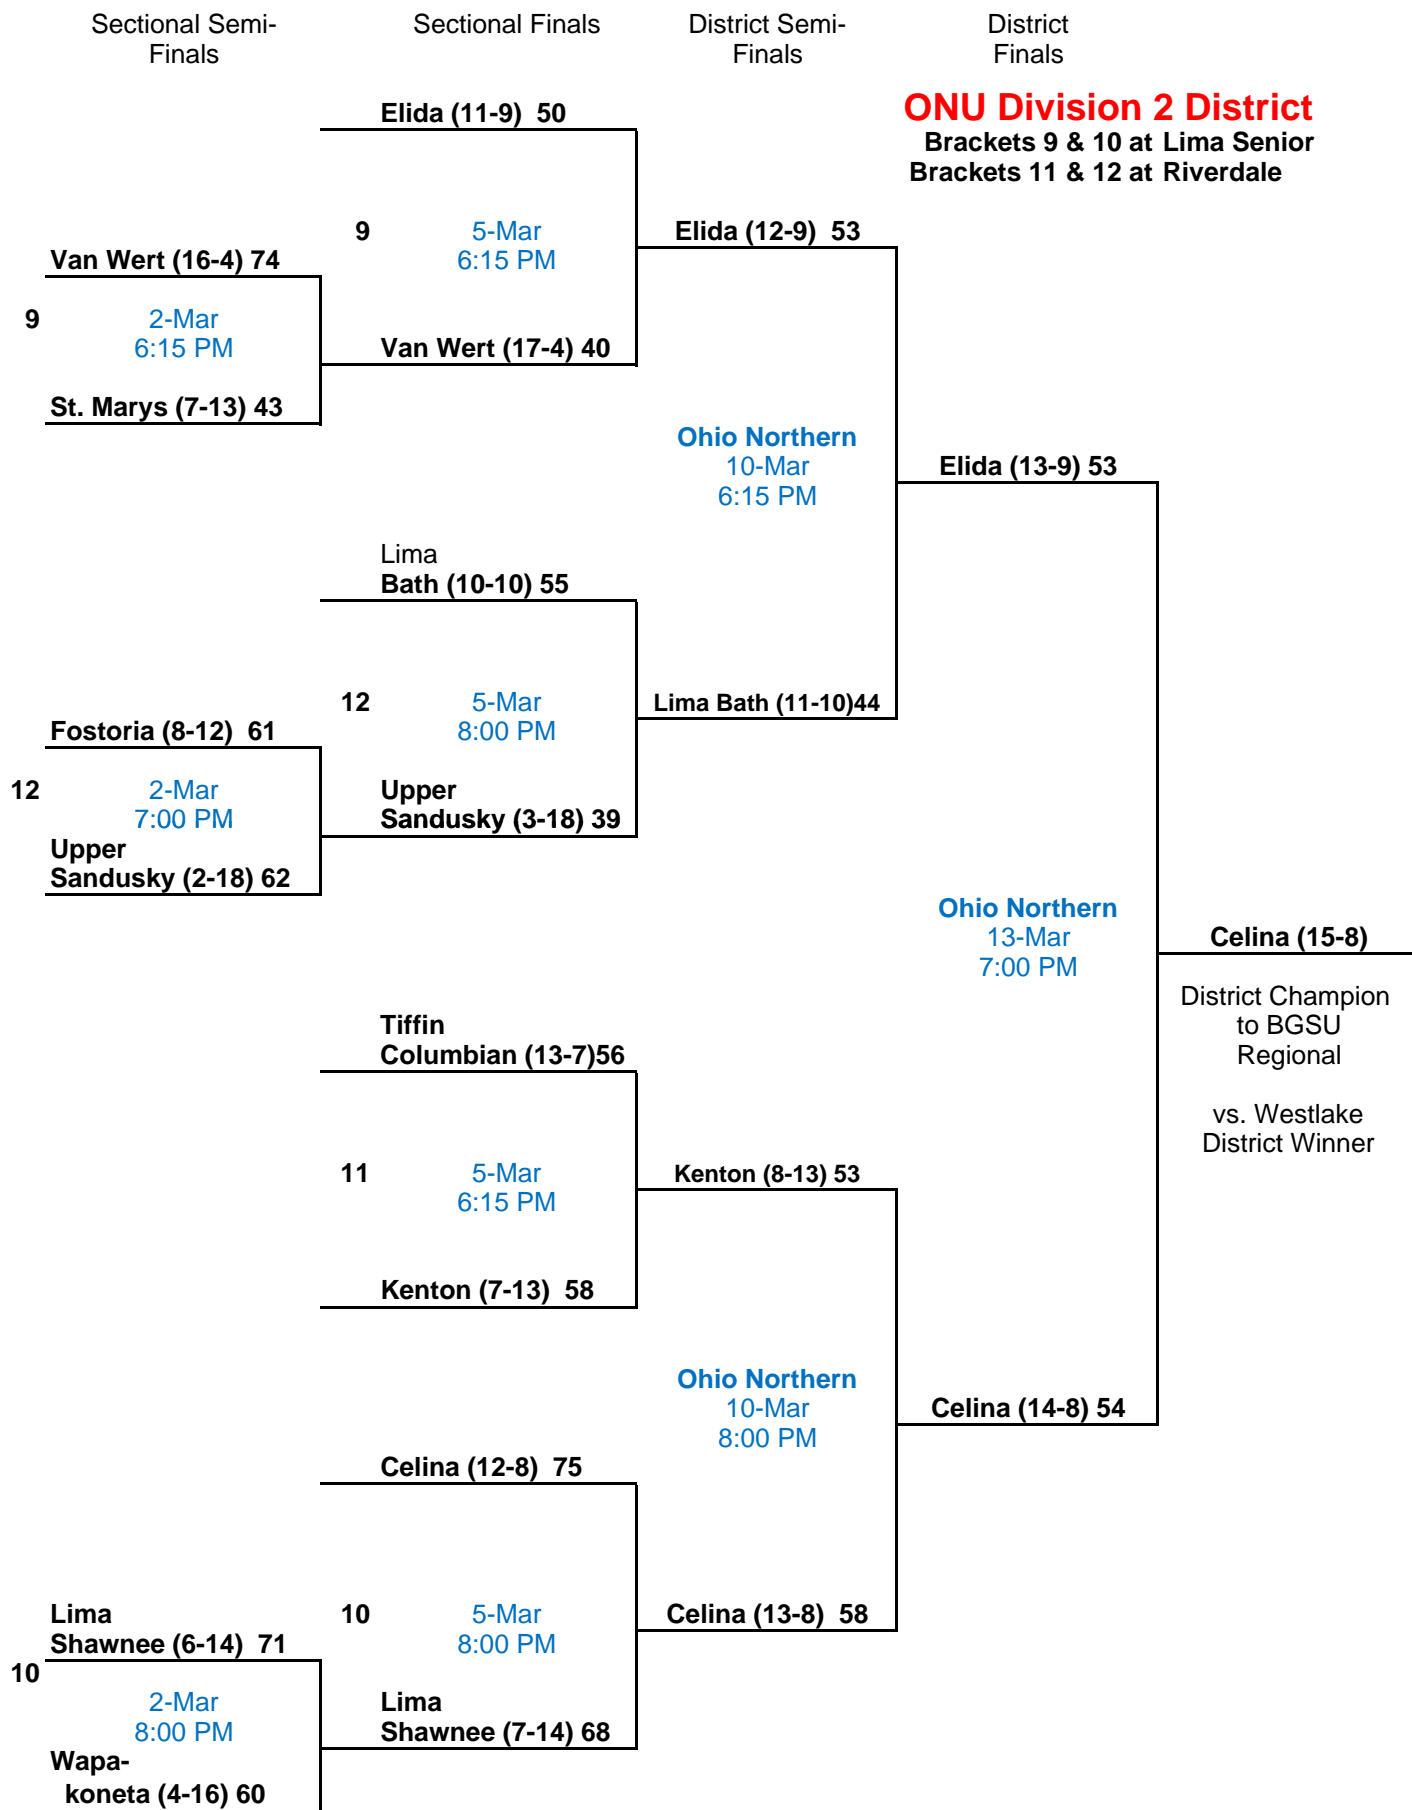 Sectional Semi-
Finals
Sectional Finals
District Semi-
Finals
District
Finals
ONU Division 2 District
Brackets 9 & 10 at Lima Senior
Brackets 11 & 12 at Riverdale
Elida (11-9) 50
9
5-Mar
6:15 PM
Elida (12-9) 53
Van Wert (16-4) 74
9
2-Mar
6:15 PM
Van Wert (17-4) 40
St. Marys (7-13) 43
Ohio Northern
10-Mar
6:15 PM
Elida (13-9) 53
Lima
Bath (10-10) 55
12
5-Mar
8:00 PM
Lima Bath (11-10)44
Fostoria (8-12) 61
12
2-Mar
7:00 PM
Upper
Sandusky (3-18) 39
Upper
Sandusky (2-18) 62
Ohio Northern
13-Mar
7:00 PM
Celina (15-8)
District Champion
to BGSU
Regional
vs. Westlake
District Winner
Tiffin
Columbian (13-7)56
11
5-Mar
6:15 PM
Kenton (8-13) 53
Kenton (7-13) 58
Ohio Northern
10-Mar
8:00 PM
Celina (14-8) 54
Celina (12-8) 75
10
5-Mar
8:00 PM
Celina (13-8) 58
Lima
Shawnee (6-14) 71
10
2-Mar
8:00 PM
Lima
Shawnee (7-14) 68
Wapa-
koneta (4-16) 60